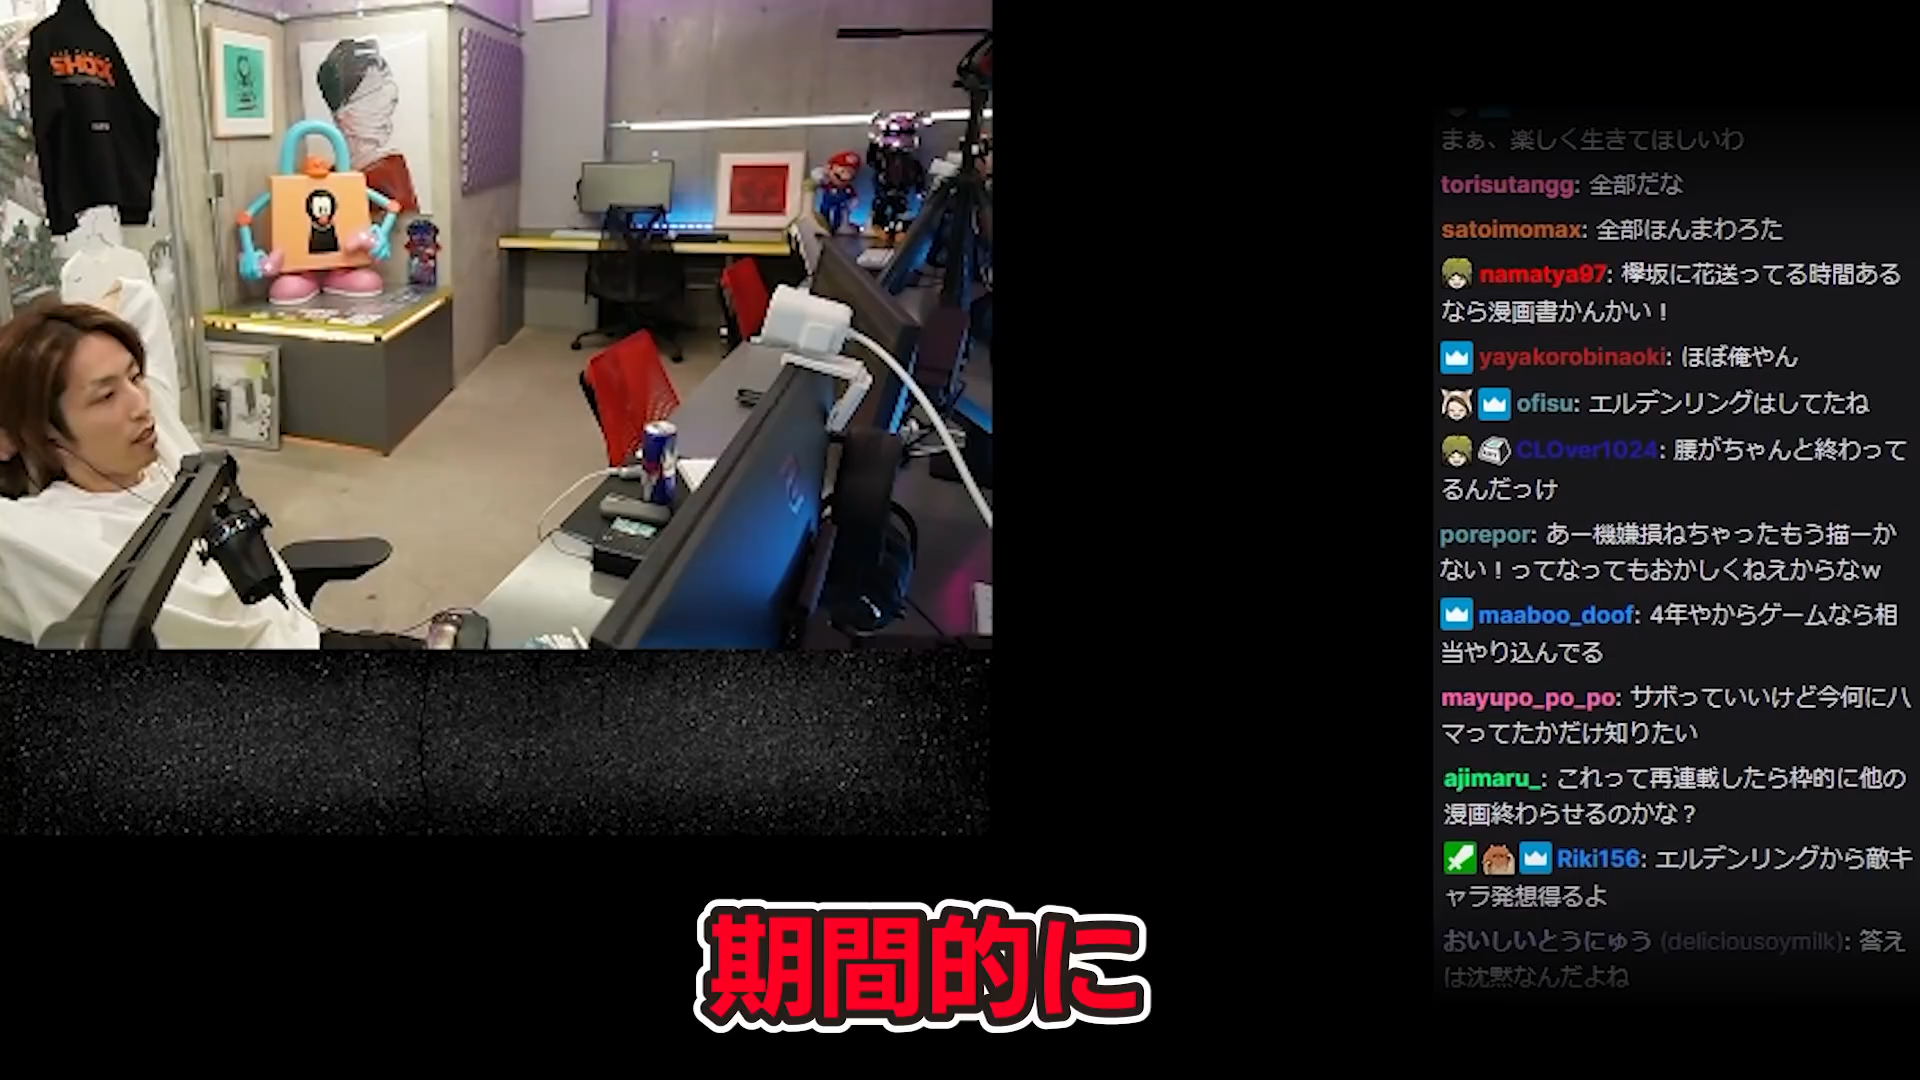 SHOCK
まぁ、楽しく生きてほしいわ
torisutangg: 全部だな
satoimomax: 全部ほんまわろた
namatya97: 欅坂に花送ってる時間ある
なら漫画書かんかい！
yayakorobinaoki: ほぼ俺やん
ofisu: エルデンリングはしてたね
CLOver1024: 腰がちゃんと終わって
るんだっけ
porepor: あー機嫌損ねちゃったもう描ーか
ない！ってなってもおかしくねえからなw
maaboo_doof: 4年やからゲームなら相
当やり込んでる
mayupo_po_po: サボっていいけど今何にハ
マってたかだけ知りたい
ajimaru_: これって再連載したら枠的に他の
漫画終わらせるのかな？
Riki156: エルデンリングから敵キ
ャラ発想得るよ
おいしいとうにゅう (deliciousoymilk): 答え
は沈黙なんだよね
期間的に